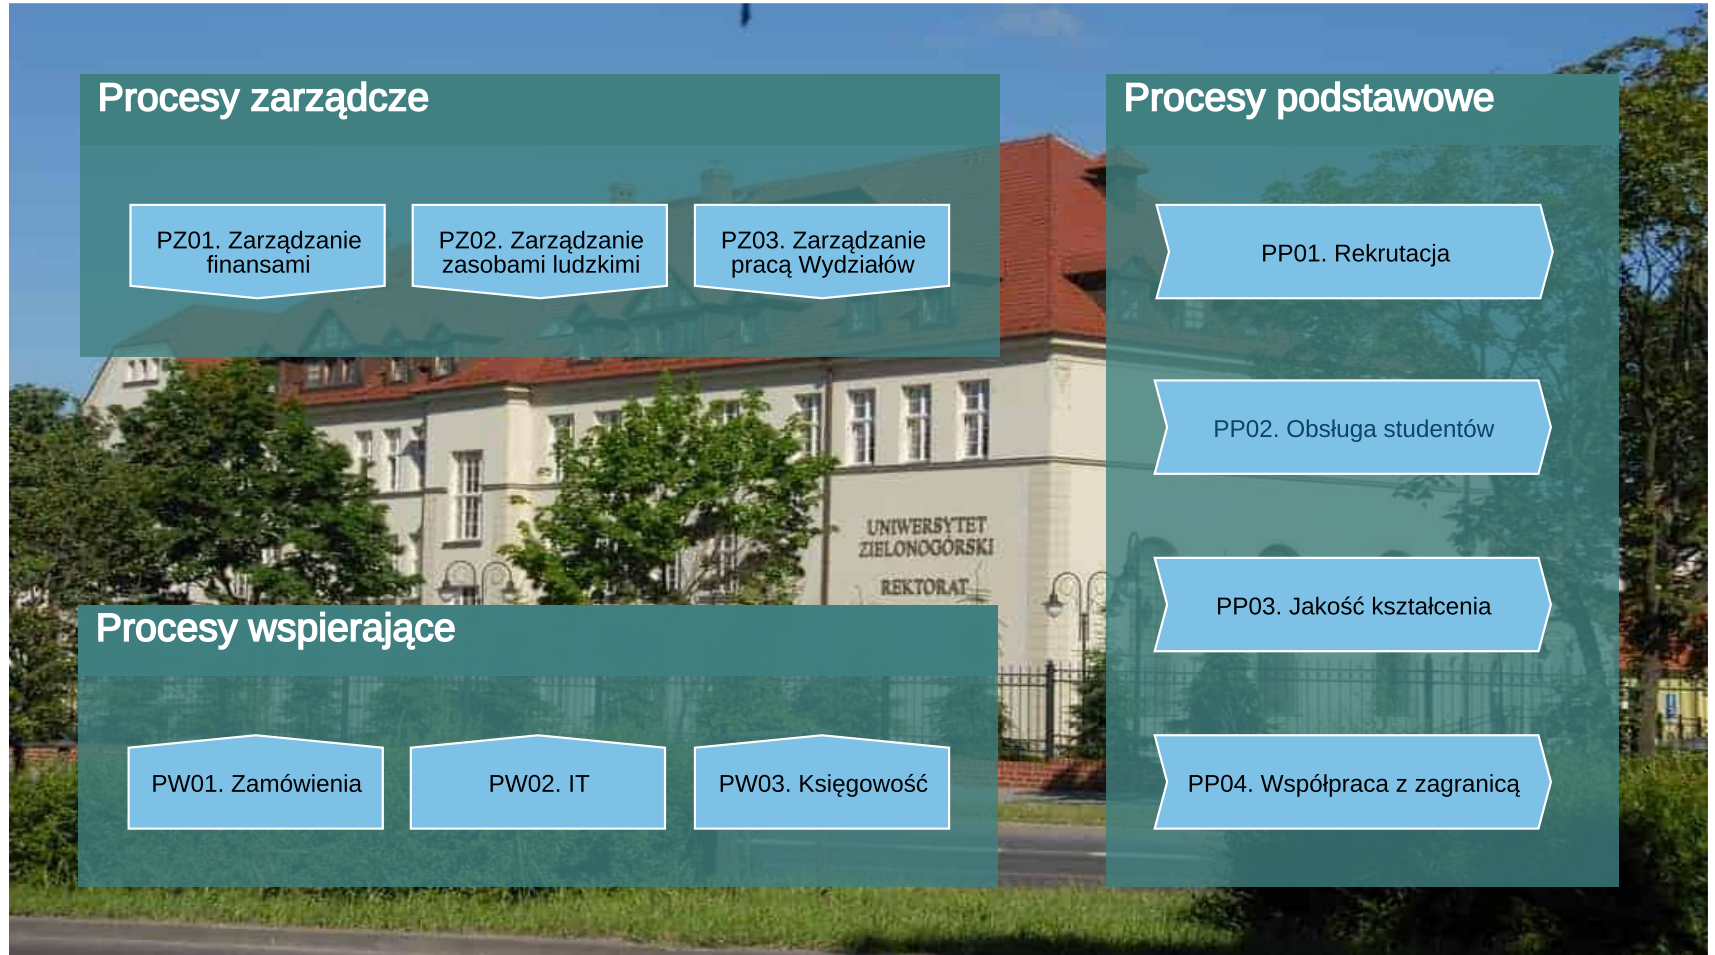 Procesy zarządcze
PZ01. Zarządzanie
finansami
PZ02. Zarządzanie
zasobami ludzkimi
PZ03. Zarządzanie
pracą Wydziałów
Procesy podstawowe
PP01. Rekrutacja
PP02. Obsługa studentów
PP03. Jakość kształcenia
PP04. Współpraca z zagranicą
UNIWERSYTET
ZIELONOGÓRSKI
REKTORAT
Procesy wspierające
PW01. Zamówienia
PW02. IT
PW03. Księgowość